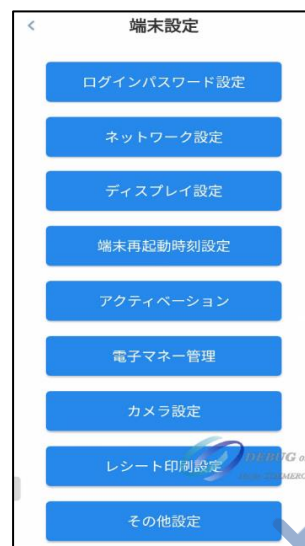 端末設定
ログインパスワード設定
ネットワーク設定
ディスプレイ設定
端末再起動時刻設定
アクティベーション
電子マネー管理
カメラ設定
レシート印刷設定
DEBUG
その他設定